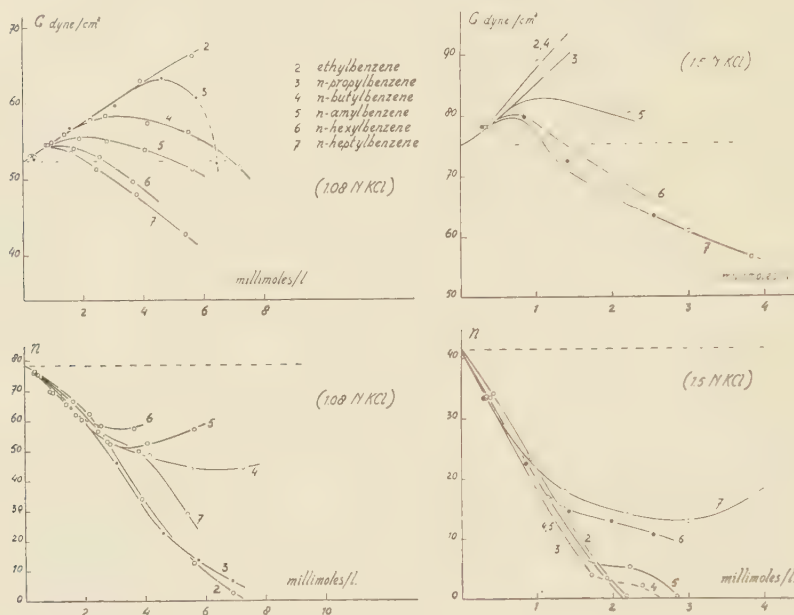 G dyne/cm²
70
60
50
40
2
3
4
5
6
7
2 ethylbenzene
3 n-propylbenzene
4 n-butylbenzene
5 n-amylbenzene
6 n-hexylbenzene
7 n-heptylbenzene
(1.08 N KCl)
millimoles/l.
2 4 6 8
G dyne/cm²
90
80
70
60
50
2,4
3
5
6
7
(1.5 N KCl)
1 2 3 4
n
80
70
60
50
40
30
20
10
0
6
5
4
7
3
2
(1.08 N KCl)
millimoles/l.
0 2 4 6 8 10
n
40
30
20
10
0
(1.5 N KCl)
7
6
4,5
3
2
5
4
millimoles/l.
0 1 2 3 4